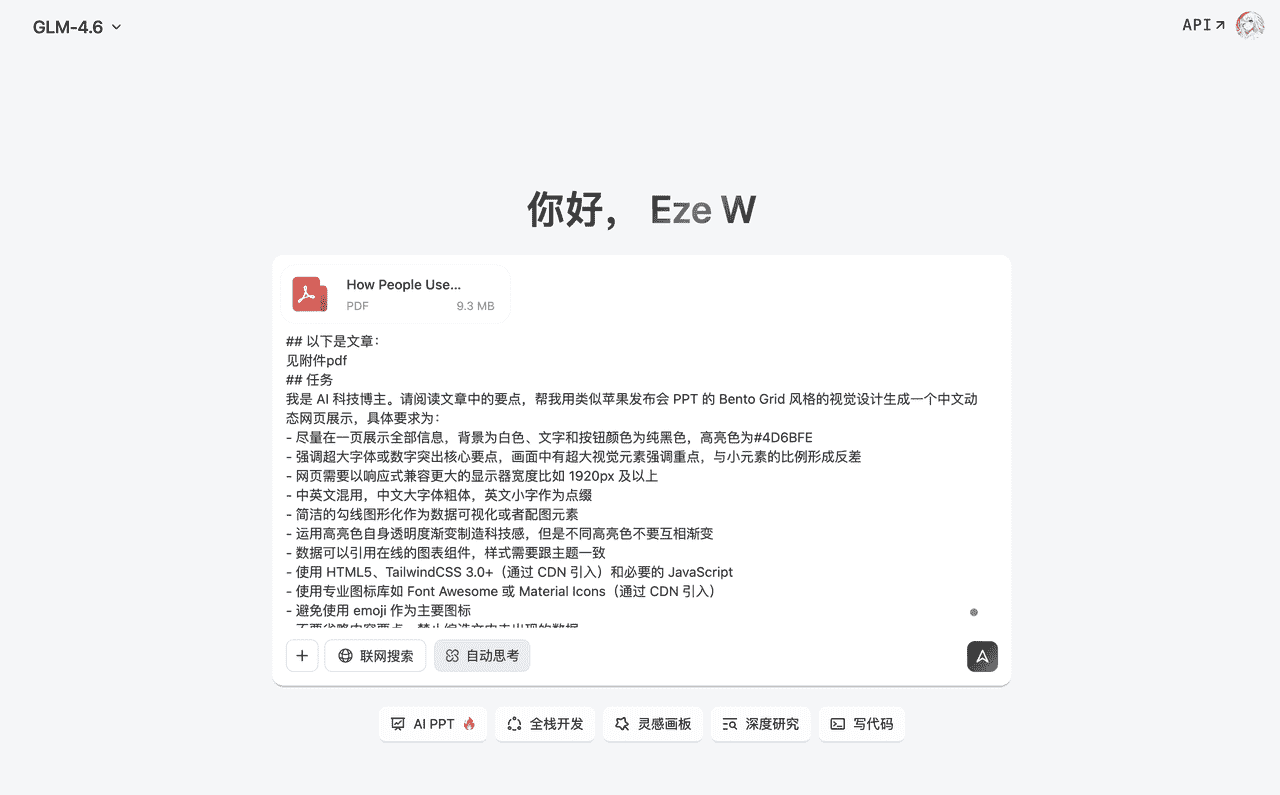 GLM-4.6
API
你好， Eze W
How People Use...
PDF 9.3 MB
## 以下是文章：
见附件pdf
## 任务
我是 AI 科技博主。请阅读文章中的要点，帮我用类似苹果发布会 PPT 的 Bento Grid 风格的视觉设计生成一个中文动
态网页展示，具体要求为：
- 尽量在一页展示全部信息，背景为白色、文字和按钮颜色为纯黑色，高亮色为#4D6BFE
- 强调超大字体或数字突出核心要点，画面中有超大视觉元素强调重点，与小元素的比例形成反差
- 网页需要以响应式兼容更大的显示器宽度比如 1920px 及以上
- 中英文混用，中文大字体粗体，英文小字作为点缀
- 简洁的勾线图形化作为数据可视化或者配图元素
- 运用高亮色自身透明度渐变制造科技感，但是不同高亮色不要互相渐变
- 数据可以引用在线的图表组件，样式需要跟主题一致
- 使用 HTML5、TailwindCSS 3.0+（通过 CDN 引入）和必要的 JavaScript
- 使用专业图标库如 Font Awesome 或 Material Icons（通过 CDN 引入）
- 避免使用 emoji 作为主要图标
联网搜索
自动思考
AI PPT
全栈开发
灵感画板
深度研究
写代码